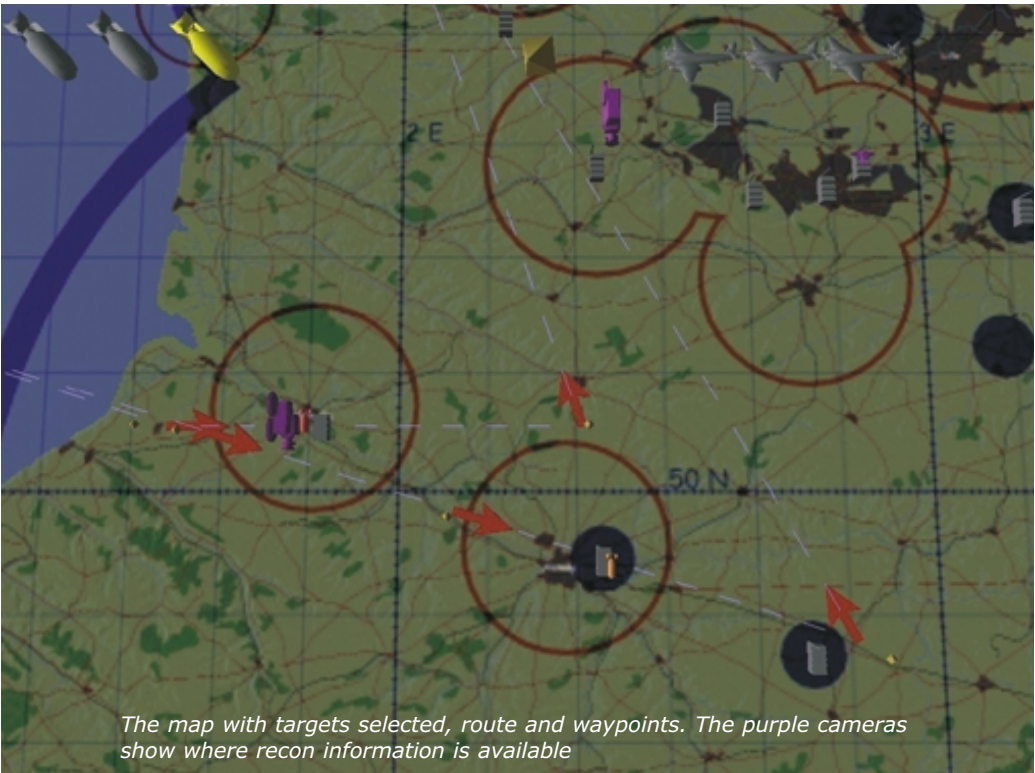 2 E
3 E
50 N
The map with targets selected, route and waypoints. The purple cameras
show where recon information is available